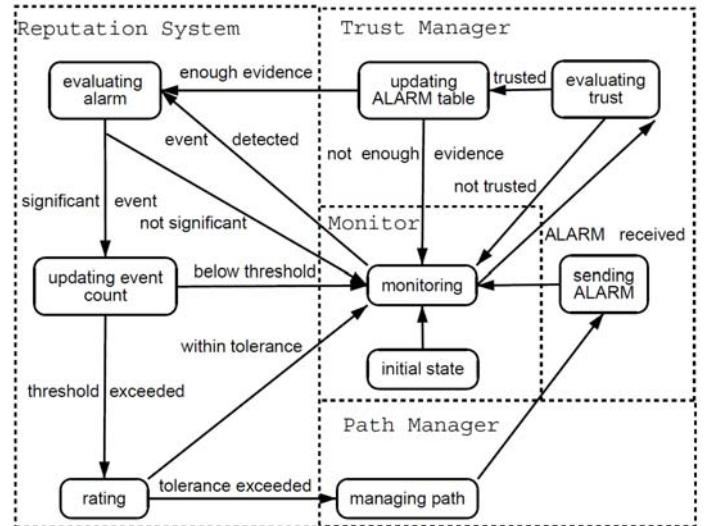 Reputation System
Trust Manager
evaluating
alarm
enough evidence
updating
ALARM table
trusted
evaluating
trust
event detected
not enough evidence
not trusted
significant event
not significant
Monitor
ALARM received
updating event
count
below threshold
monitoring
sending
ALARM
within tolerance
initial state
threshold exceeded
Path Manager
rating
tolerance exceeded
managing path